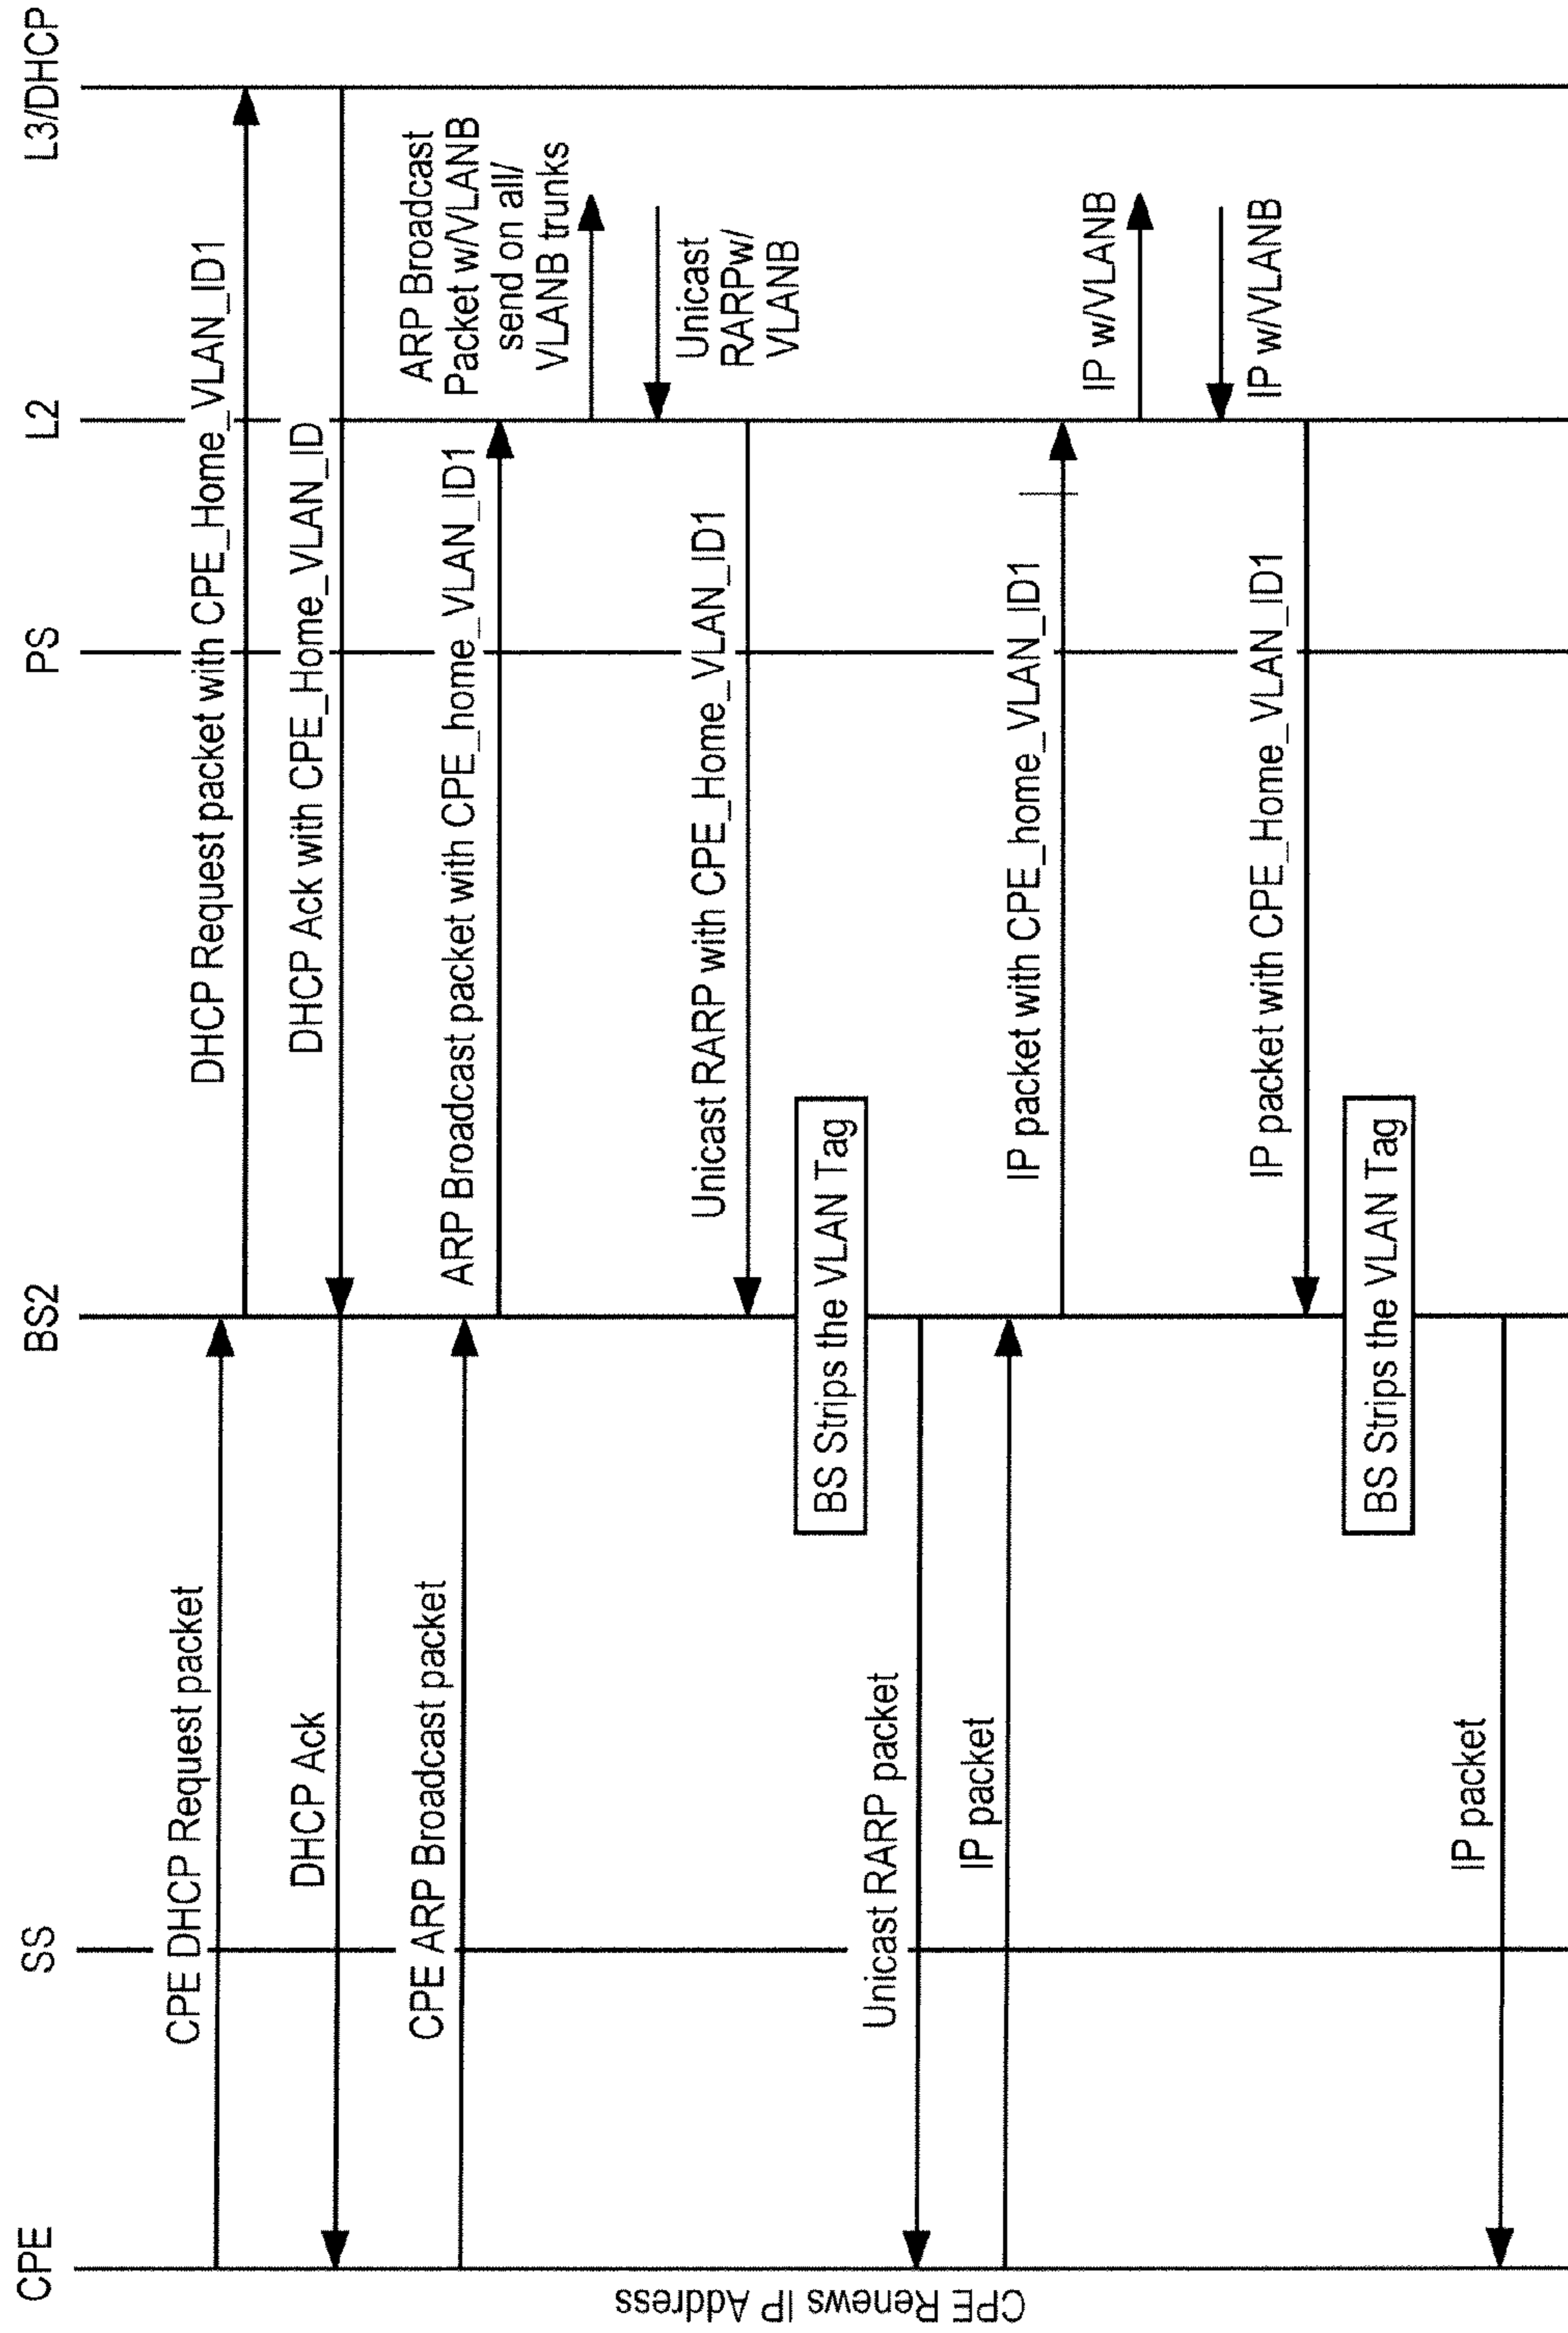 CPE
SS
BS2
PS
L2
L3/DHCP
CPE DHCP Request packet
DHCP Request packet with CPE_Home_VLAN_ID1
DHCP Ack with CPE_Home_VLAN_ID
DHCP Ack
CPE ARP Broadcast packet
ARP Broadcast packet with CPE_home_VLAN_ID1
ARP Broadcast
Packet w/VLANB
send on all/
VLANB trunks
Unicast
RARPw/
VLANB
Unicast RARP with CPE_Home_VLAN_ID1
BS Strips the VLAN Tag
Unicast RARP packet
IP packet
IP packet with CPE_home_VLAN_ID1
IP w/VLANB
IP w/VLANB
IP packet with CPE_Home_VLAN_ID1
BS Strips the VLAN Tag
IP packet
CPE Renews IP Address